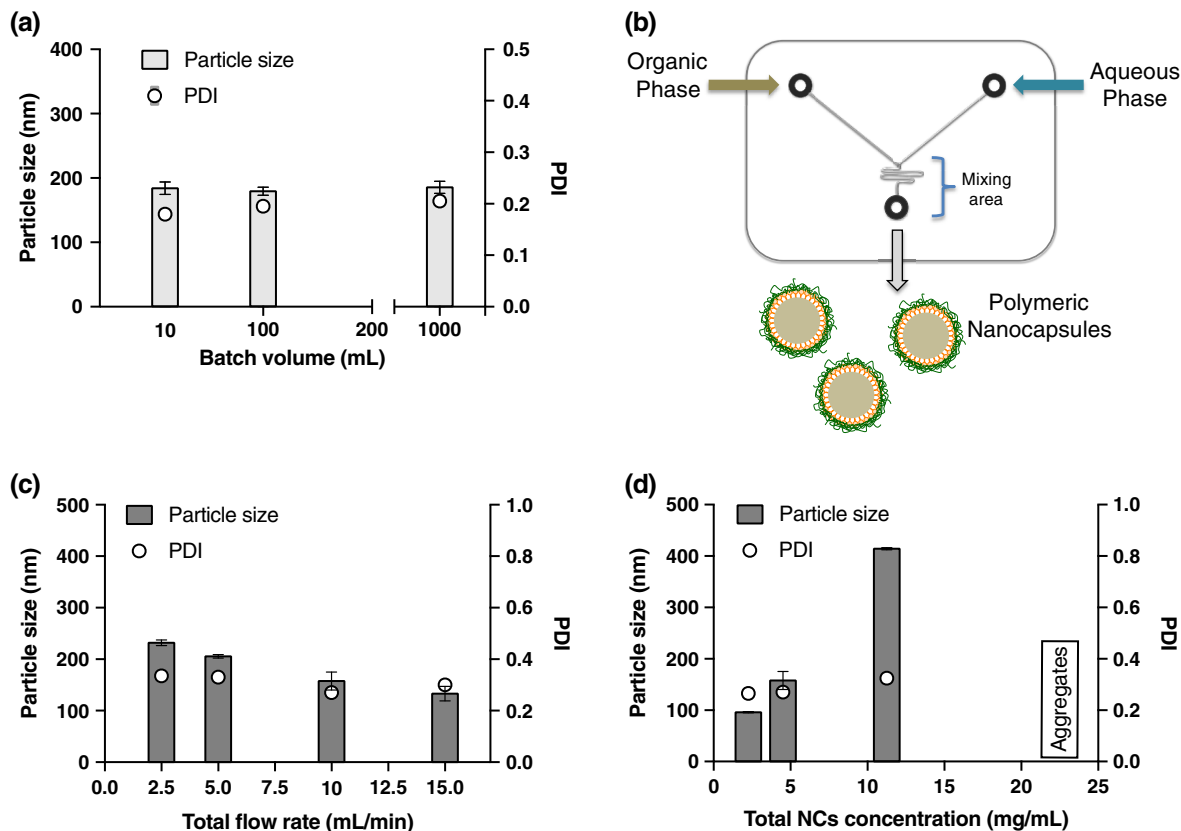 (a)
400
300
200
100
0
Particle size (nm)
Particle size
PDI
0.5
0.4
0.3
0.2
0.1
0.0
PDI
10
100
200
1000
Batch volume (mL)
(b)
Organic
Phase
Aqueous
Phase
Mixing
area
Polymeric
Nanocapsules
(c)
500
400
300
200
100
0
Particle size (nm)
Particle size
PDI
1.0
0.8
0.6
0.4
0.2
0.0
PDI
0.0
2.5
5.0
7.5
10
12.5
15.0
Total flow rate (mL/min)
(d)
500
400
300
200
100
0
Particle size (nm)
Particle size
PDI
Aggregates
1.0
0.8
0.6
0.4
0.2
0.0
PDI
0
5
10
15
20
25
Total NCs concentration (mg/mL)